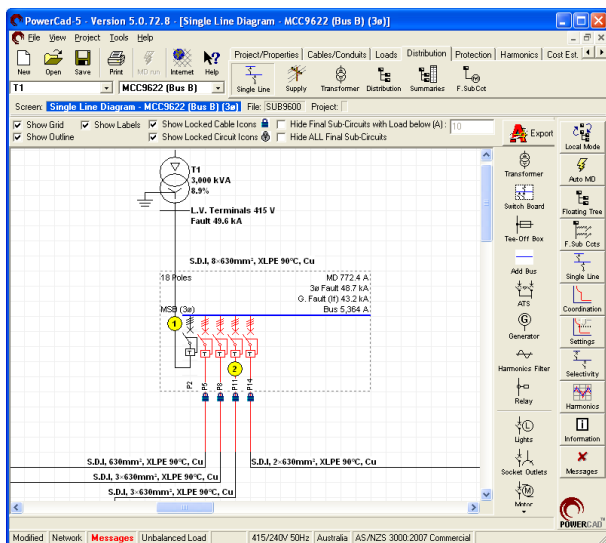 PowerCad-5 - Version 5.0.72.8 - [Single Line Diagram - MCC9622 (Bus B) (3ø)]
File View Project Tools Help
New Open Save Print MD run Internet Help
Project/Properties Cables/Conduits Loads Distribution Protection Harmonics Cost Est.
Single Line Supply Transformer Distribution Summaries F.SubCct
T1 MCC9622 (Bus B) (3ø)
Screen: Single Line Diagram - MCC9622 (Bus B) (3ø) File: SUB9600 Project:
Show Grid Show Labels Show Locked Cable Icons Hide Final Sub-Circuits with Load below (A) : 10
Show Outline Show Locked Circuit Icons Hide ALL Final Sub-Circuits
Export
T1
3,000 kVA
8.9%
L.V. Terminals 415 V
Fault 49.6 kA
S.D.I, 8×630mm², XLPE 90°C, Cu
18 Poles
MD 772.4 A
3ø Fault 48.7 kA
G. Fault (If) 43.2 kA
Bus 5,364 A
MSB (3ø)
1
T T T T T
2
P2 P5 P8 P11 P14
S.D.I, 630mm², XLPE 90°C, Cu
S.D.I, 2×630mm², XLPE 90°C, Cu
S.D.I, 3×630mm², XLPE 90°C, Cu
S.D.I, 3×630mm², XLPE 90°C, Cu
Transformer
Switch Board
Tee-Off Box
Add Bus
ATS
G
Generator
Harmonics Filter
Relay
L
Lights
Socket Outlets
M
Motor
Local Mode
Auto MD
Floating Tree
F.Sub Ccts
Single Line
Coordination
Settings
Selectivity
Harmonics
Information
Messages
POWERCAD
Modified Network Messages Unbalanced Load 415/240V 50Hz Australia AS/NZS 3000:2007 Commercial